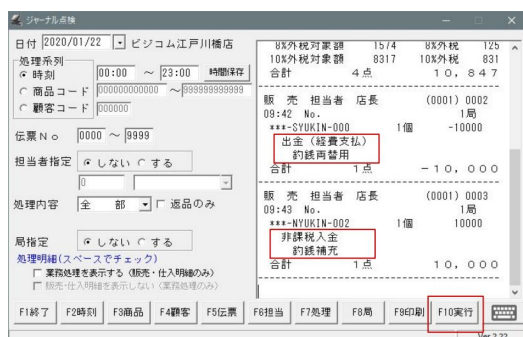 ジャーナル点検
日付 2020/01/22 ビジコム江戸川橋店
処理系列
時刻 00:00 ～ 23:00 時間保存
商品コード 000000000000 ～ 999999999999
顧客コード 000000
伝票No 0000 ～ 9999
担当者指定 しない する
0
処理内容 全 部 返品のみ
局指定 しない する
処理明細(スペースでチェック)
業務処理を表示する（販売・仕入明細のみ）
販売・仕入明細を表示しない（業務処理のみ）
8%外税対象額 1574 8%外税 125
10%外税対象額 8317 10%外税 831
合計 4点 10，847
販 売 担当者 店長 (0001) 0002
09:42 No. 1局
***-SYUKIN-000 1個 -10000
出金（経費支払）
釣銭両替用
合計 1点 －10，000
販 売 担当者 店長 (0001) 0003
09:43 No. 1局
***-NYUKIN-002 1個 10000
非課税入金
釣銭補充
合計 1点 10，000
F1終了 F2時刻 F3商品 F4顧客 F5伝票 F6担当 F7処理 F8局 F9印刷 F10実行
Ver 2.22